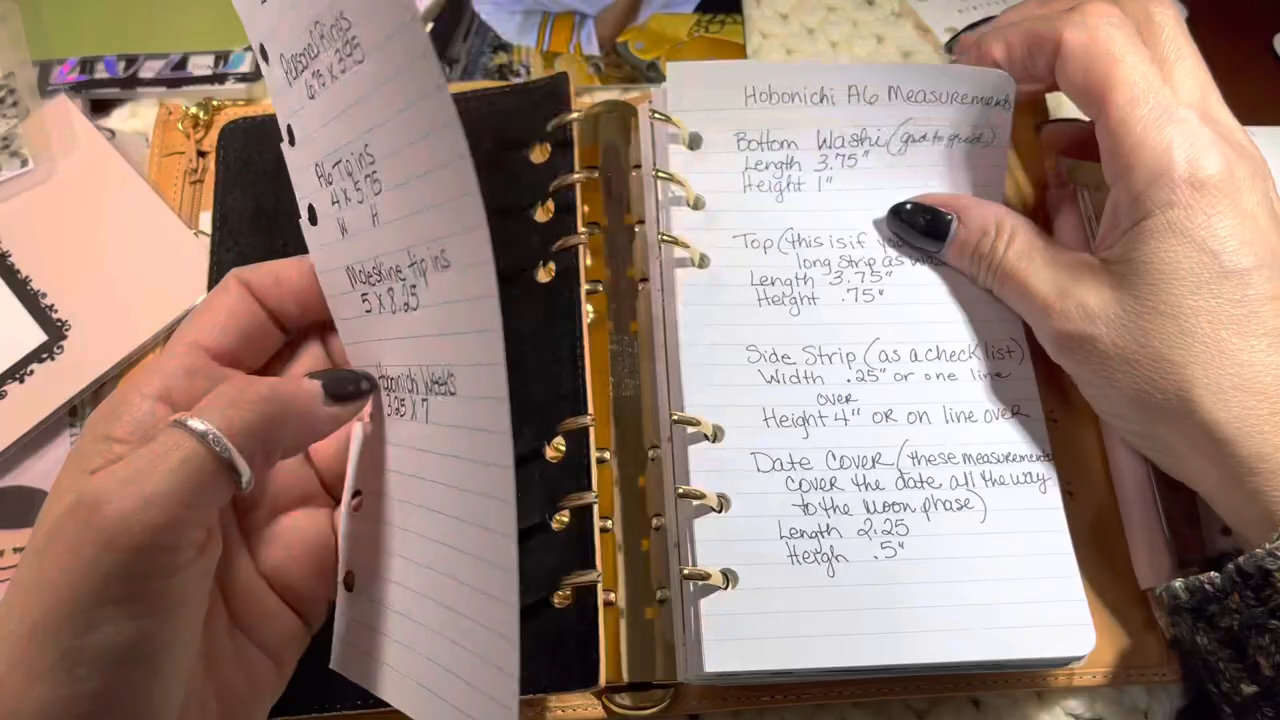 2025
Personal Rings
6.75 x 3.75
A6 Tip ins
4 x 5.75
W H
Moleskine tip ins
5 x 8.25
Hobonichi Weeks
3.25 x 7
Hobonichi A6 Measurements
Bottom Washi (grid to grid)
Length 3.75"
Height 1"
Top (this is if you
long strip as
Length 3.75"
Height .75"
Side Strip (as a check list)
Width .25" or one line
over
Height 4" OR on line over
Date Cover (these measurements
cover the date all the way
to the moon phase)
Length 2.25
Heigh .5"